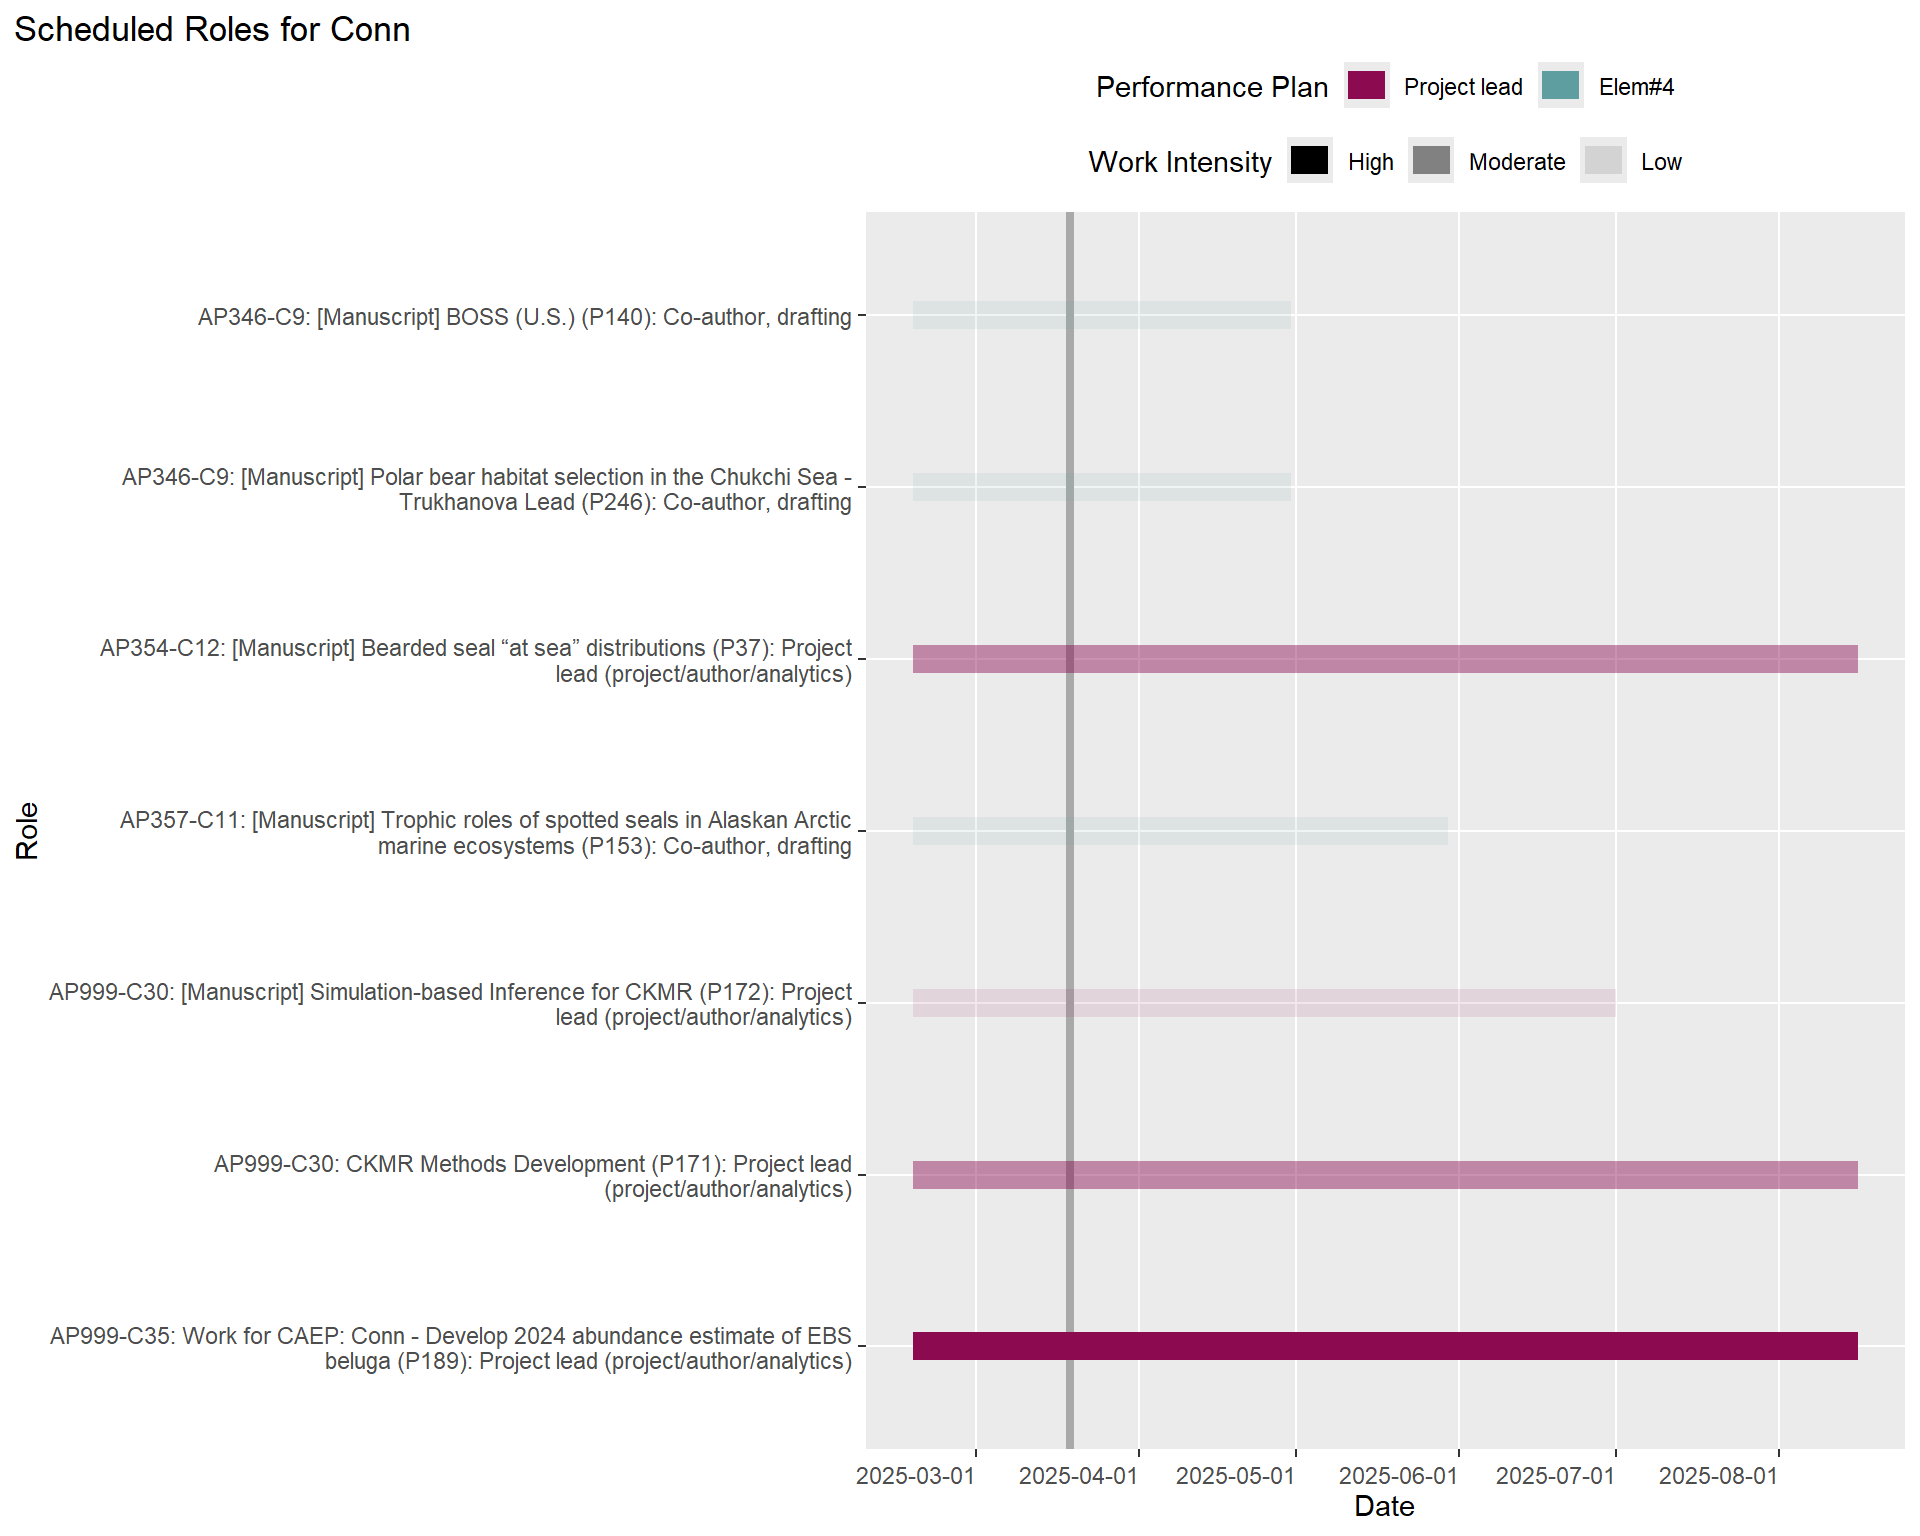 Scheduled Roles for Conn
Performance Plan Project lead Elem#4
Work Intensity High Moderate Low
AP346-C9: [Manuscript] BOSS (U.S.) (P140): Co-author, drafting
AP346-C9: [Manuscript] Polar bear habitat selection in the Chukchi Sea -
Trukhanova Lead (P246): Co-author, drafting
AP354-C12: [Manuscript] Bearded seal “at sea” distributions (P37): Project
lead (project/author/analytics)
AP357-C11: [Manuscript] Trophic roles of spotted seals in Alaskan Arctic
marine ecosystems (P153): Co-author, drafting
AP999-C30: [Manuscript] Simulation-based Inference for CKMR (P172): Project
lead (project/author/analytics)
AP999-C30: CKMR Methods Development (P171): Project lead
(project/author/analytics)
AP999-C35: Work for CAEP: Conn - Develop 2024 abundance estimate of EBS
beluga (P189): Project lead (project/author/analytics)
Role
2025-03-01 2025-04-01 2025-05-01 2025-06-01 2025-07-01 2025-08-01
Date